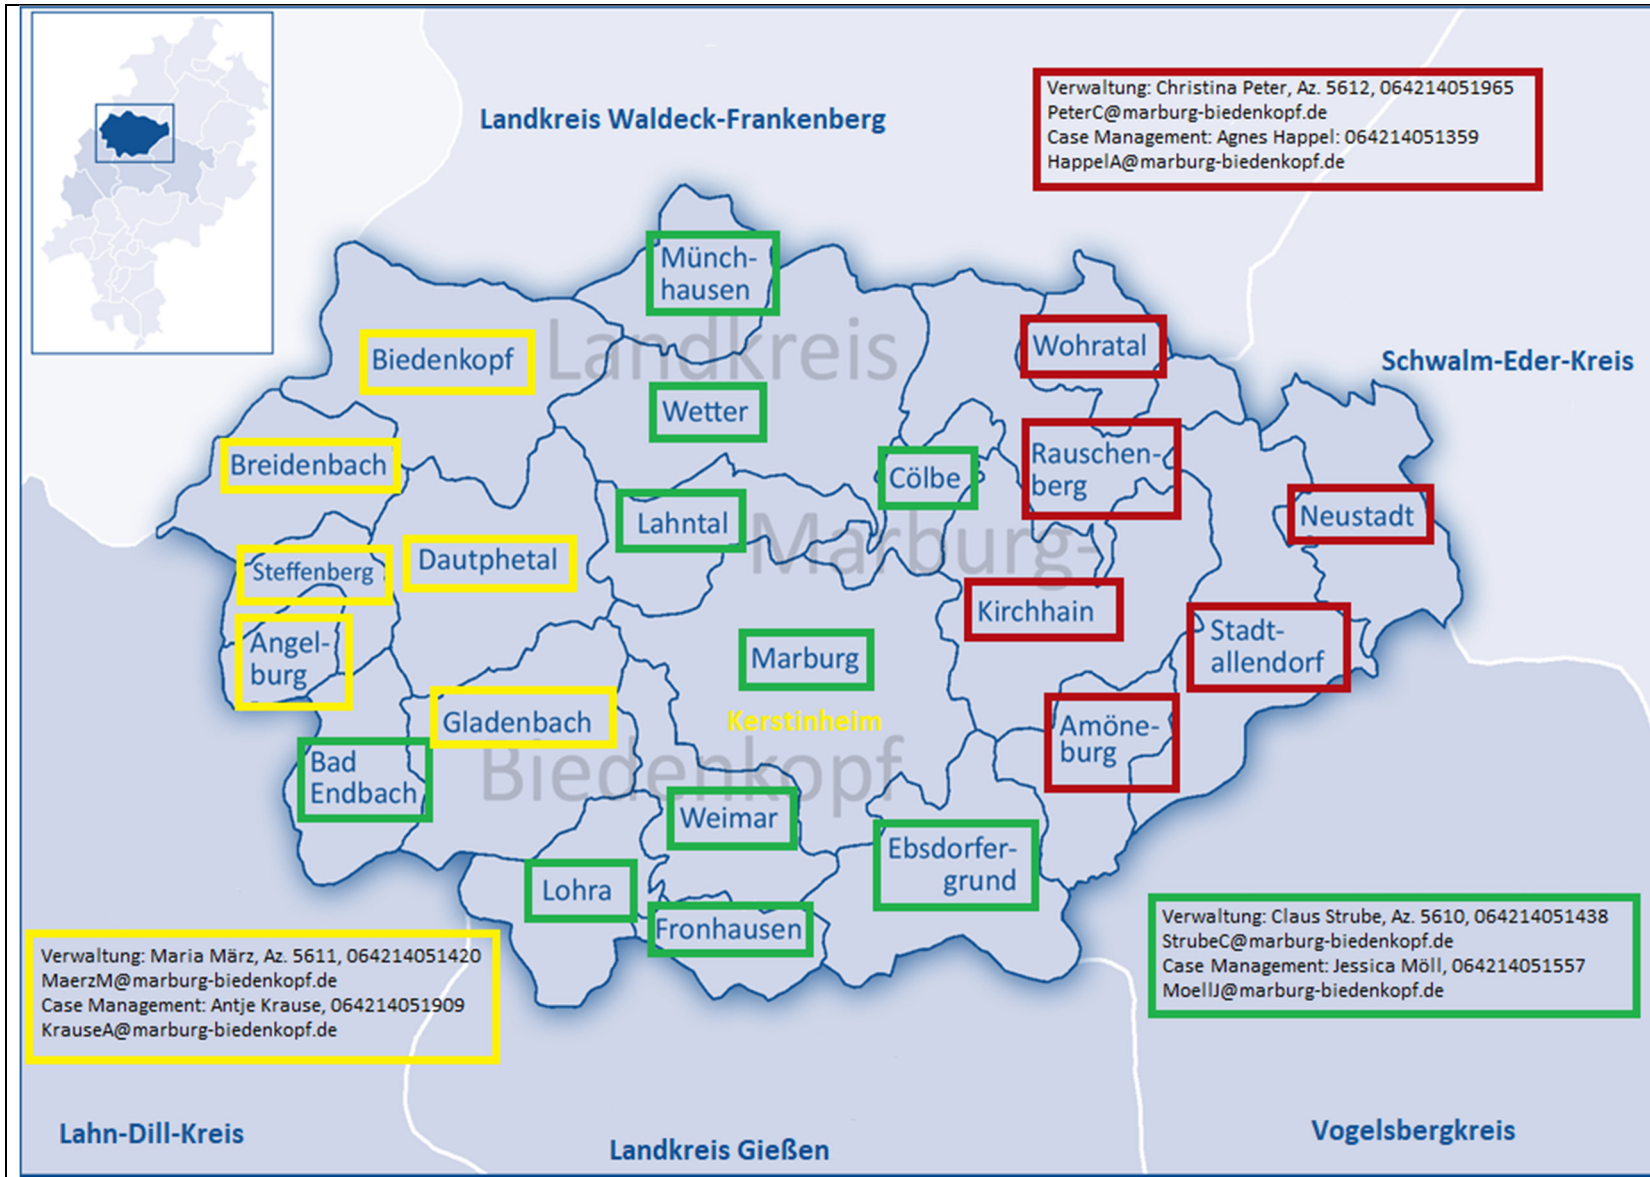 Verwaltung: Christina Peter, Az. 5612, 064214051965
PeterC@marburg-biedenkopf.de
Case Management: Agnes Happel: 064214051359
HappelA@marburg-biedenkopf.de
Landkreis Waldeck-Frankenberg
Münch-
hausen
Landkreis
Wohratal
Biedenkopf
Schwalm-Eder-Kreis
Wetter
Breidenbach
Rauschen-
berg
Cölbe
Neustadt
Lahntal
Marburg-
Dautphetal
Steffenberg
Kirchhain
Angel-
burg
Stadt-
allendorf
Marburg
Gladenbach
Kerstinheim
Amöne-
burg
Bad
Endbach
Biedenkopf
Weimar
Ebsdorfer-
grund
Lohra
Fronhausen
Verwaltung: Claus Strube, Az. 5610, 064214051438
StrubeC@marburg-biedenkopf.de
Case Management: Jessica Möll, 064214051557
MoellJ@marburg-biedenkopf.de
Verwaltung: Maria März, Az. 5611, 064214051420
MaerzM@marburg-biedenkopf.de
Case Management: Antje Krause, 064214051909
KrauseA@marburg-biedenkopf.de
Lahn-Dill-Kreis
Landkreis Gießen
Vogelsbergkreis